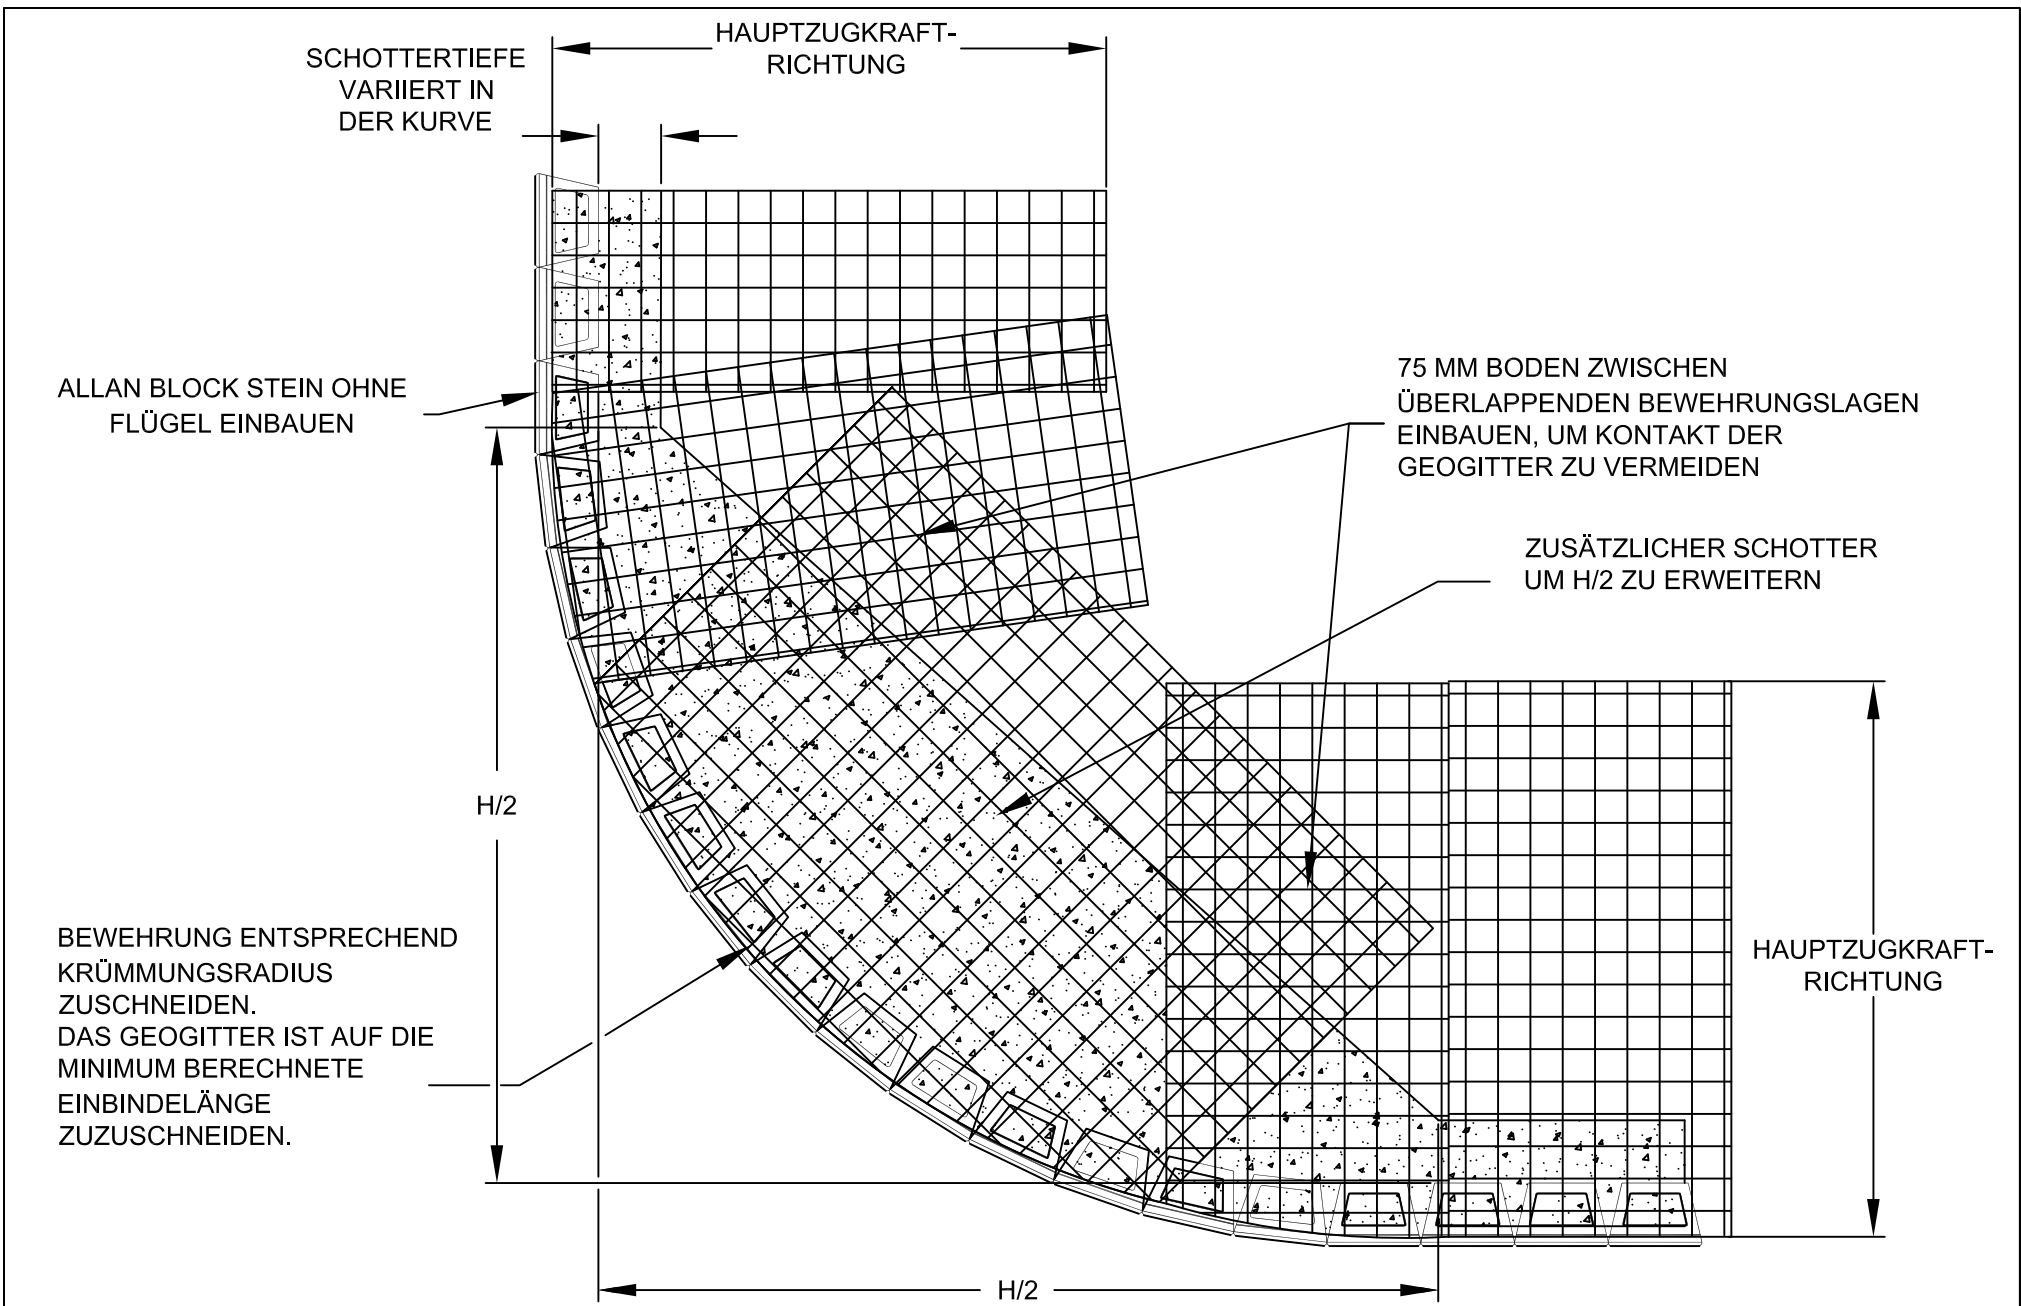 HAUPTZUGKRAFT-
RICHTUNG
SCHOTTERTIEFE
VARIIERT IN
DER KURVE
ALLAN BLOCK STEIN OHNE
FLÜGEL EINBAUEN
75 MM BODEN ZWISCHEN
ÜBERLAPPENDEN BEWEHRUNGSLAGEN
EINBAUEN, UM KONTAKT DER
GEOGITTER ZU VERMEIDEN
ZUSÄTZLICHER SCHOTTER
UM H/2 ZU ERWEITERN
H/2
BEWEHRUNG ENTSPRECHEND
KRÜMMUNGSRADIUS
ZUSCHNEIDEN.
DAS GEOGITTER IST AUF DIE
MINIMUM BERECHNETE
EINBINDELÄNGE
ZUZUSCHNEIDEN.
HAUPTZUGKRAFT-
RICHTUNG
H/2